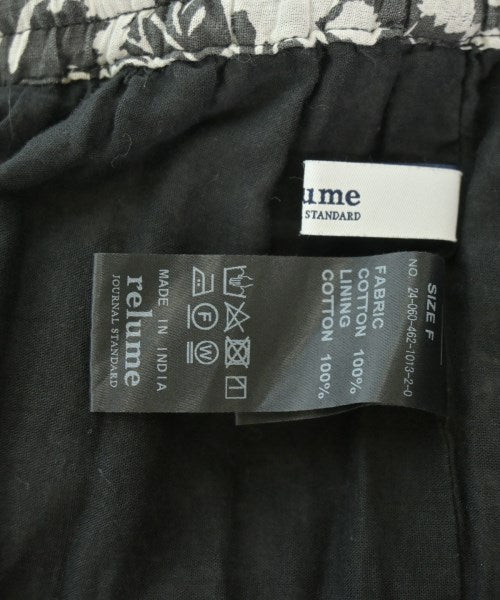 ume
STANDARD
SIZE F
NO. 24-060-462-1013-2-0
FABRIC
COTTON 100%
LINING
COTTON 100%
F
W
MADE IN INDIA
relume
JOURNAL STANDARD